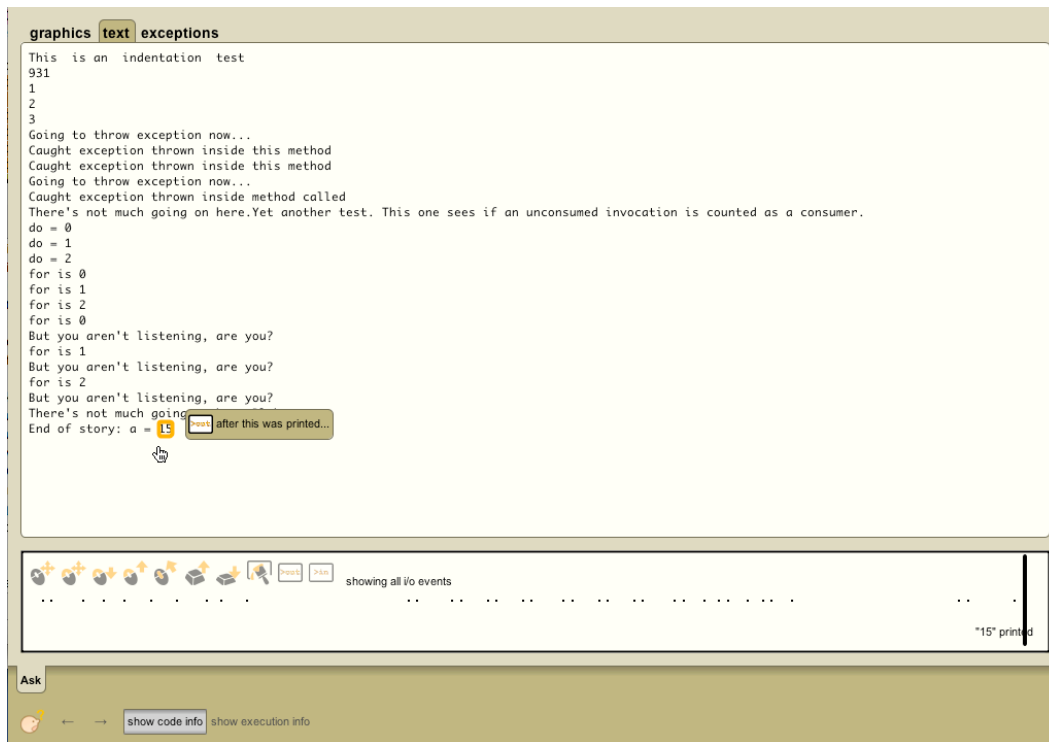 graphics text exceptions
This  is an  indentation  test
931
1
2
3
Going to throw exception now...
Caught exception thrown inside this method
Caught exception thrown inside this method
Going to throw exception now...
Caught exception thrown inside method called
There's not much going on here.Yet another test. This one sees if an unconsumed invocation is counted as a consumer.
do = 0
do = 1
do = 2
for is 0
for is 1
for is 2
for is 0
But you aren't listening, are you?
for is 1
But you aren't listening, are you?
for is 2
But you aren't listening, are you?
There's not much going
End of story: a = 15
>out after this was printed...
>out >in showing all i/o events
"15" printed
Ask
← → show code info show execution info